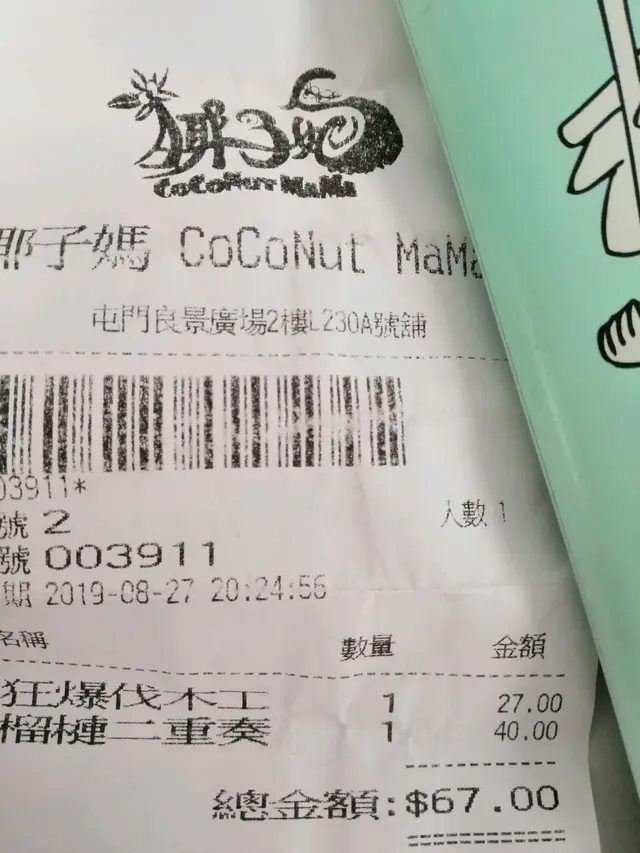 椰子媽
CoCoNut MaMa
椰子媽 CoCoNut MaMa
屯門良景廣場2樓L230A號舖
03911*
號 2
人數 1
號 003911
期 2019-08-27 20:24:56
名稱 數量 金額
狂爆伐木工 1 27.00
榴槤二重奏 1 40.00
總金額:$67.00